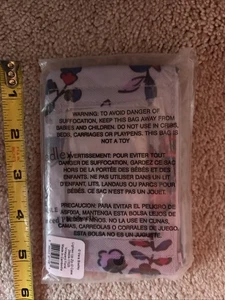 WARNING: TO AVOID DANGER OF
SUFFOCATION, KEEP THIS BAG AWAY FROM
BABIES AND CHILDREN. DO NOT USE IN CRIBS,
BEDS, CARRIAGES OR PLAYPENS. THIS BAG IS
NOT A TOY
AVERTISSEMENT: POUR EVITER TOUT
DANGER DE SUFFOCATION, GARDEZ CE SAC
HORS DE LA PORTÉE DES BÉBÉS ET DES
ENFANTS. NE PAS UTILISER DANS UN LIT
D'ENFANT, LITS, LANDAUS OU PARCS POUR
BÉBÉS. CE SAC N'EST PAS UN JOUET.
PRECAUCION: PARA EVITAR EL PELIGRO DE
ASFIXIA, MANTENGA ESTA BOLSA LEJOS DE
BEBÉS Y NIÑOS. NO LA USE EN LAS CUNAS,
CAMAS, CARREOLAS O CORRALES DE JUEGO.
ESTA BOLSA NO ES UN JUGUETE.
1
2
3
4
5
6